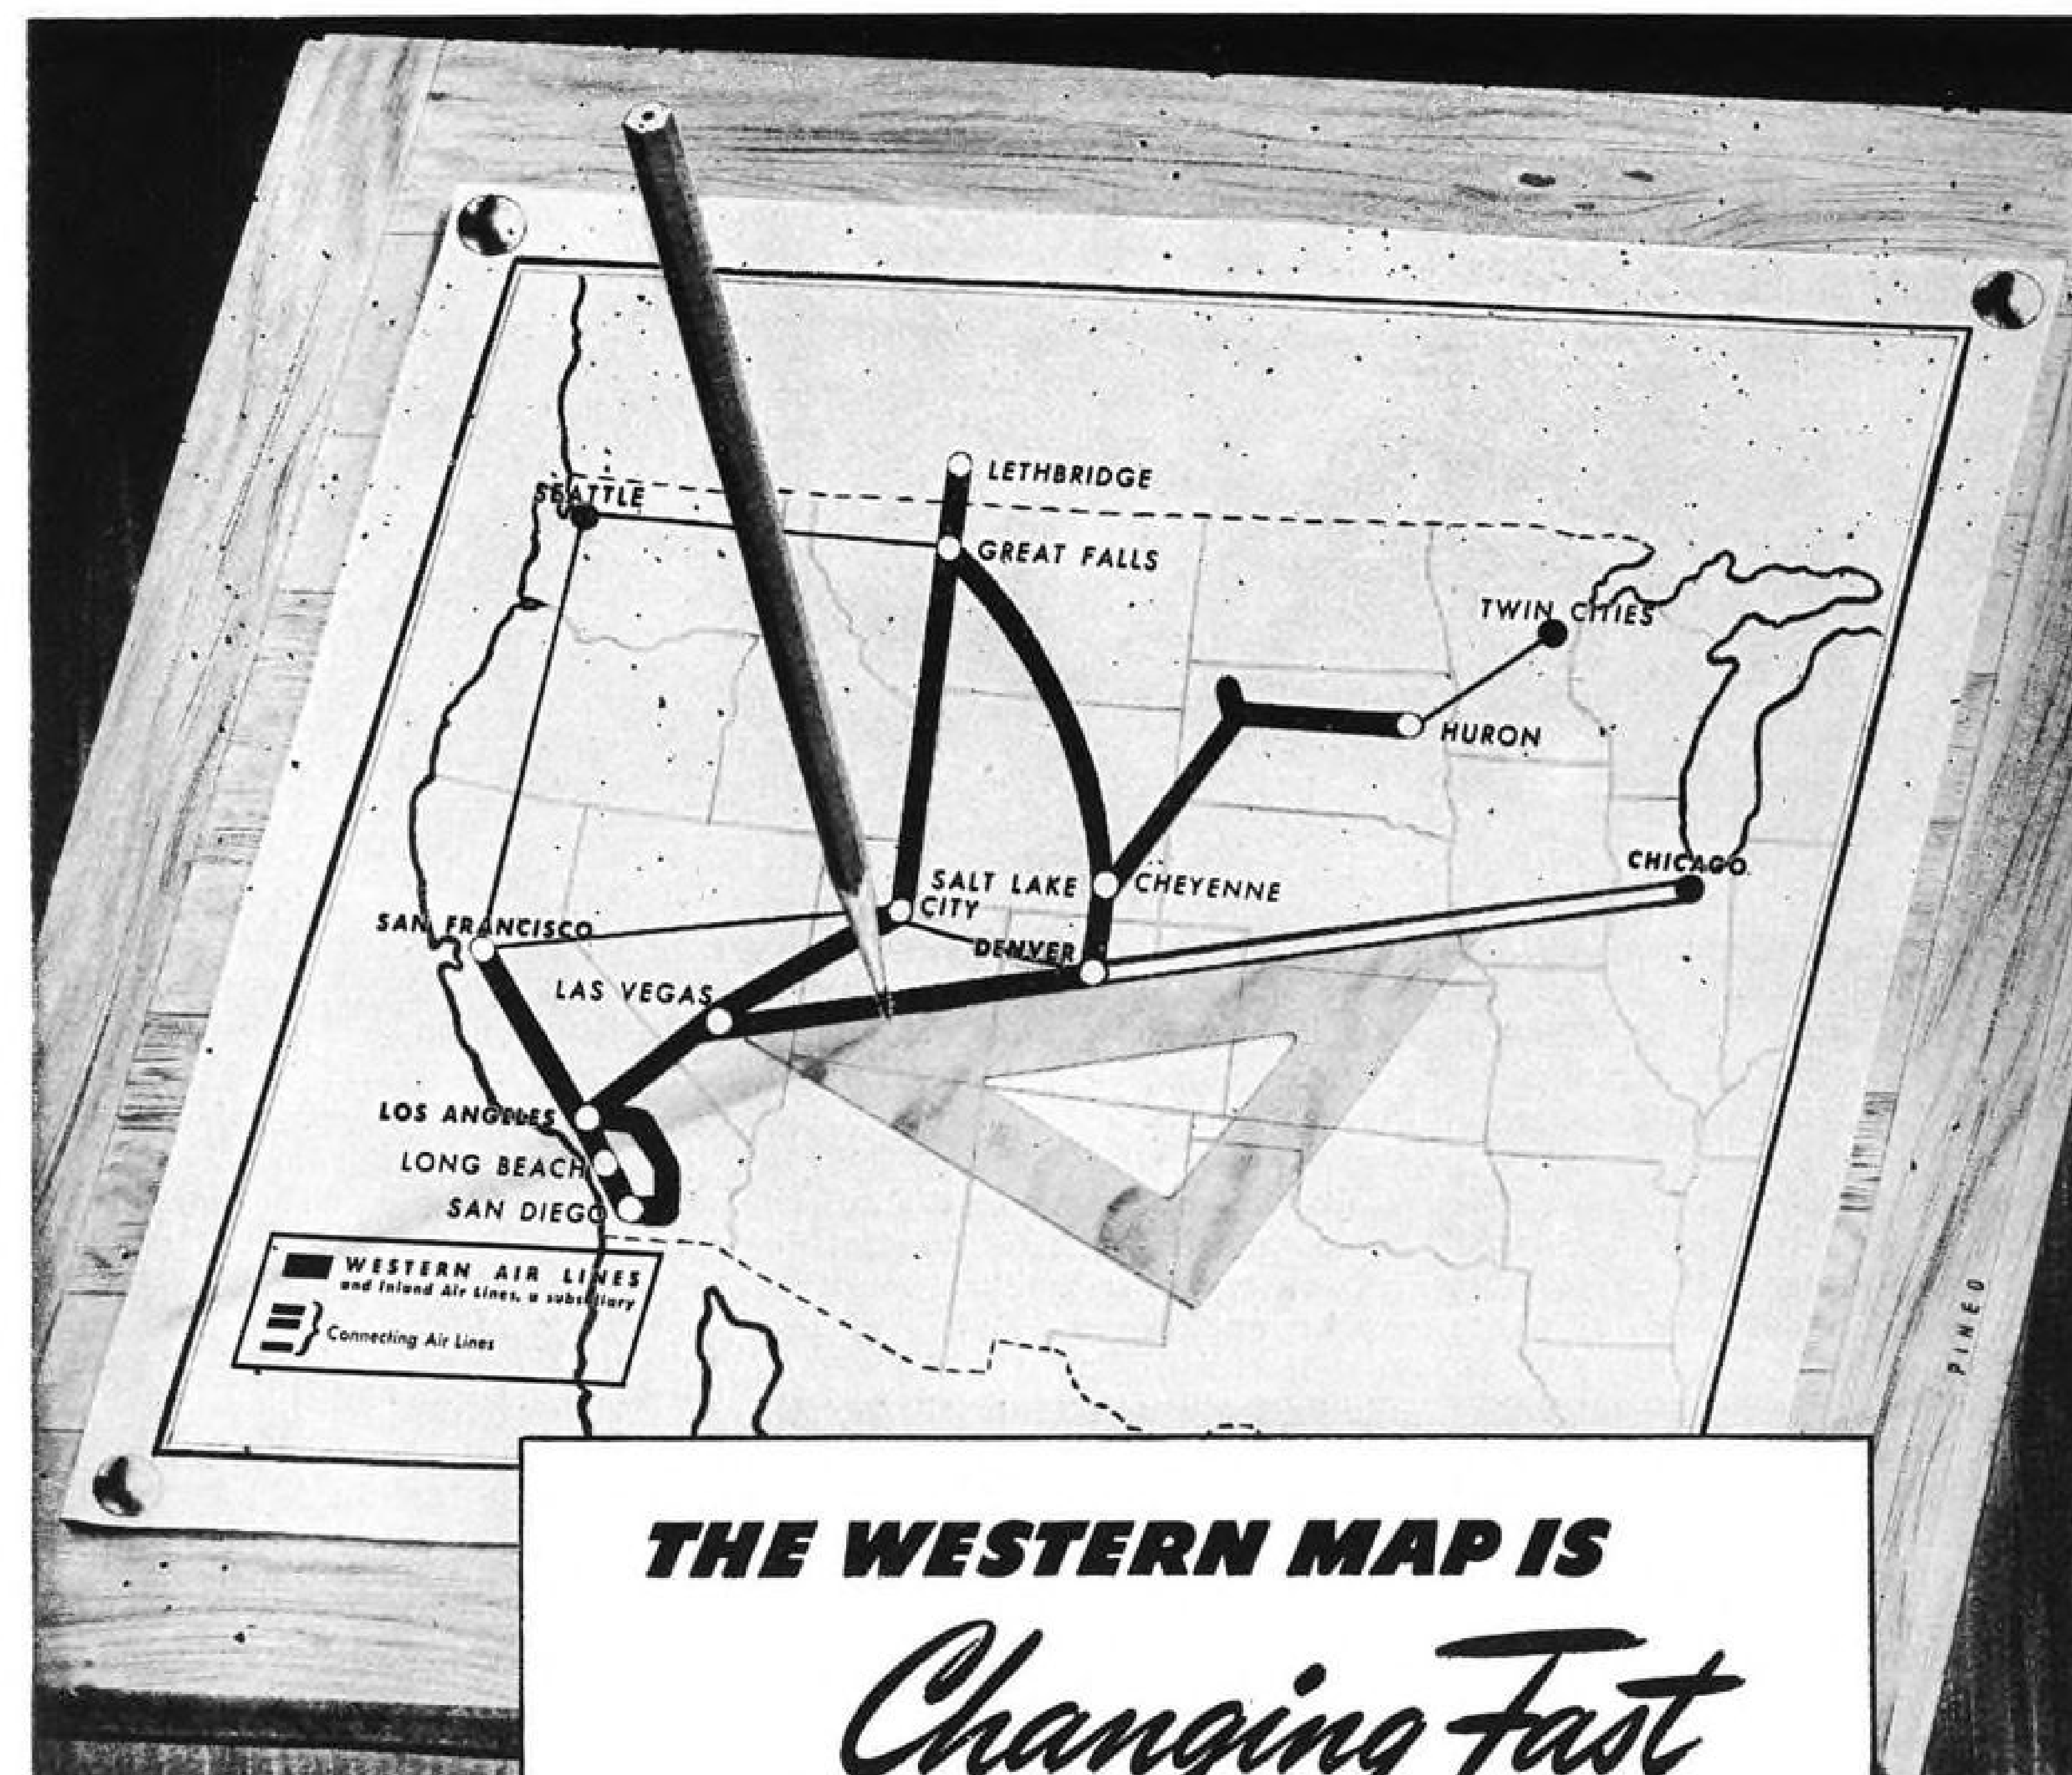 LETHBRIDGE
SEATTLE
GREAT FALLS
TWIN CITIES
HURON
CHICAGO
SALT LAKE
CITY
CHEYENNE
SAN FRANCISCO
DENVER
LAS VEGAS
LOS ANGELES
LONG BEACH
SAN DIEGO
WESTERN AIR LINES
and Inland Air Lines, a subsidiary
Connecting Air Lines
PINED
THE WESTERN MAP IS
Changing Fast